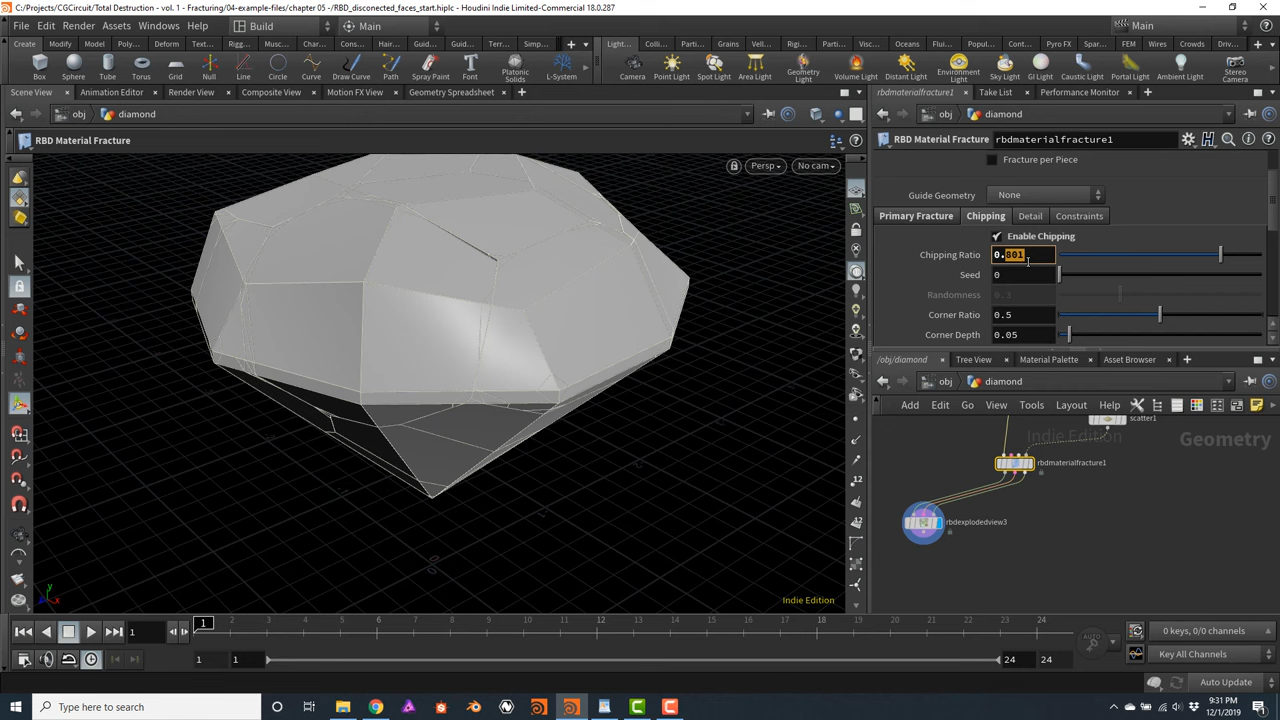 C:/Projects/CGCircuit/Total Destruction - vol. 1 - Fracturing/04-example-files/chapter 05 -/RBD_disconected_faces_start.hiplc - Houdini Indie Limited-Commercial 18.0.287
File Edit Render Assets Windows Help Build Main Main
Create Modify Model Poly... Deform Text... Rigg... Mus... Char... Cons... Hair... Guid... Guid... Terr... Simp...
Light... Colli... Parti... Grains Vell... Rigi... Parti... Visc... Oceans Flui... Popul... Cont... Pyro FX Spar... FEM Wires Crowds Driv...
Box Sphere Tube Torus Grid Null Line Circle Curve Draw Curve Path Spray Paint Font Platonic Solids L-System
Camera Point Light Spot Light Area Light Geometry Light Volume Light Distant Light Environment Light Sky Light GI Light Caustic Light Portal Light Ambient Light Stereo Camera
Scene View Animation Editor Render View Composite View Motion FX View Geometry Spreadsheet
rbdmaterialfracture1 Take List Performance Monitor
obj diamond
obj diamond
RBD Material Fracture
RBD Material Fracture rbdmaterialfracture1
Persp No cam
Fracture per Piece
Guide Geometry None
Primary Fracture Chipping Detail Constraints
Enable Chipping
Chipping Ratio 0.801
Seed 0
Randomness 0.3
Corner Ratio 0.5
Corner Depth 0.05
/obj/diamond Tree View Material Palette Asset Browser
obj diamond
Add Edit Go View Tools Layout Help
scatter1
Indie Edition
Geometry
rbdmaterialfracture1
rbdexplodedview3
12
12
y
x
Indie Edition
1
1 2 4 6 8 10 12 14 16 18 20 22 24
AUTO
0 keys, 0/0 channels
1 1 24 24
Key All Channels
Auto Update
Type here to search
9:31 PM
12/1/2019